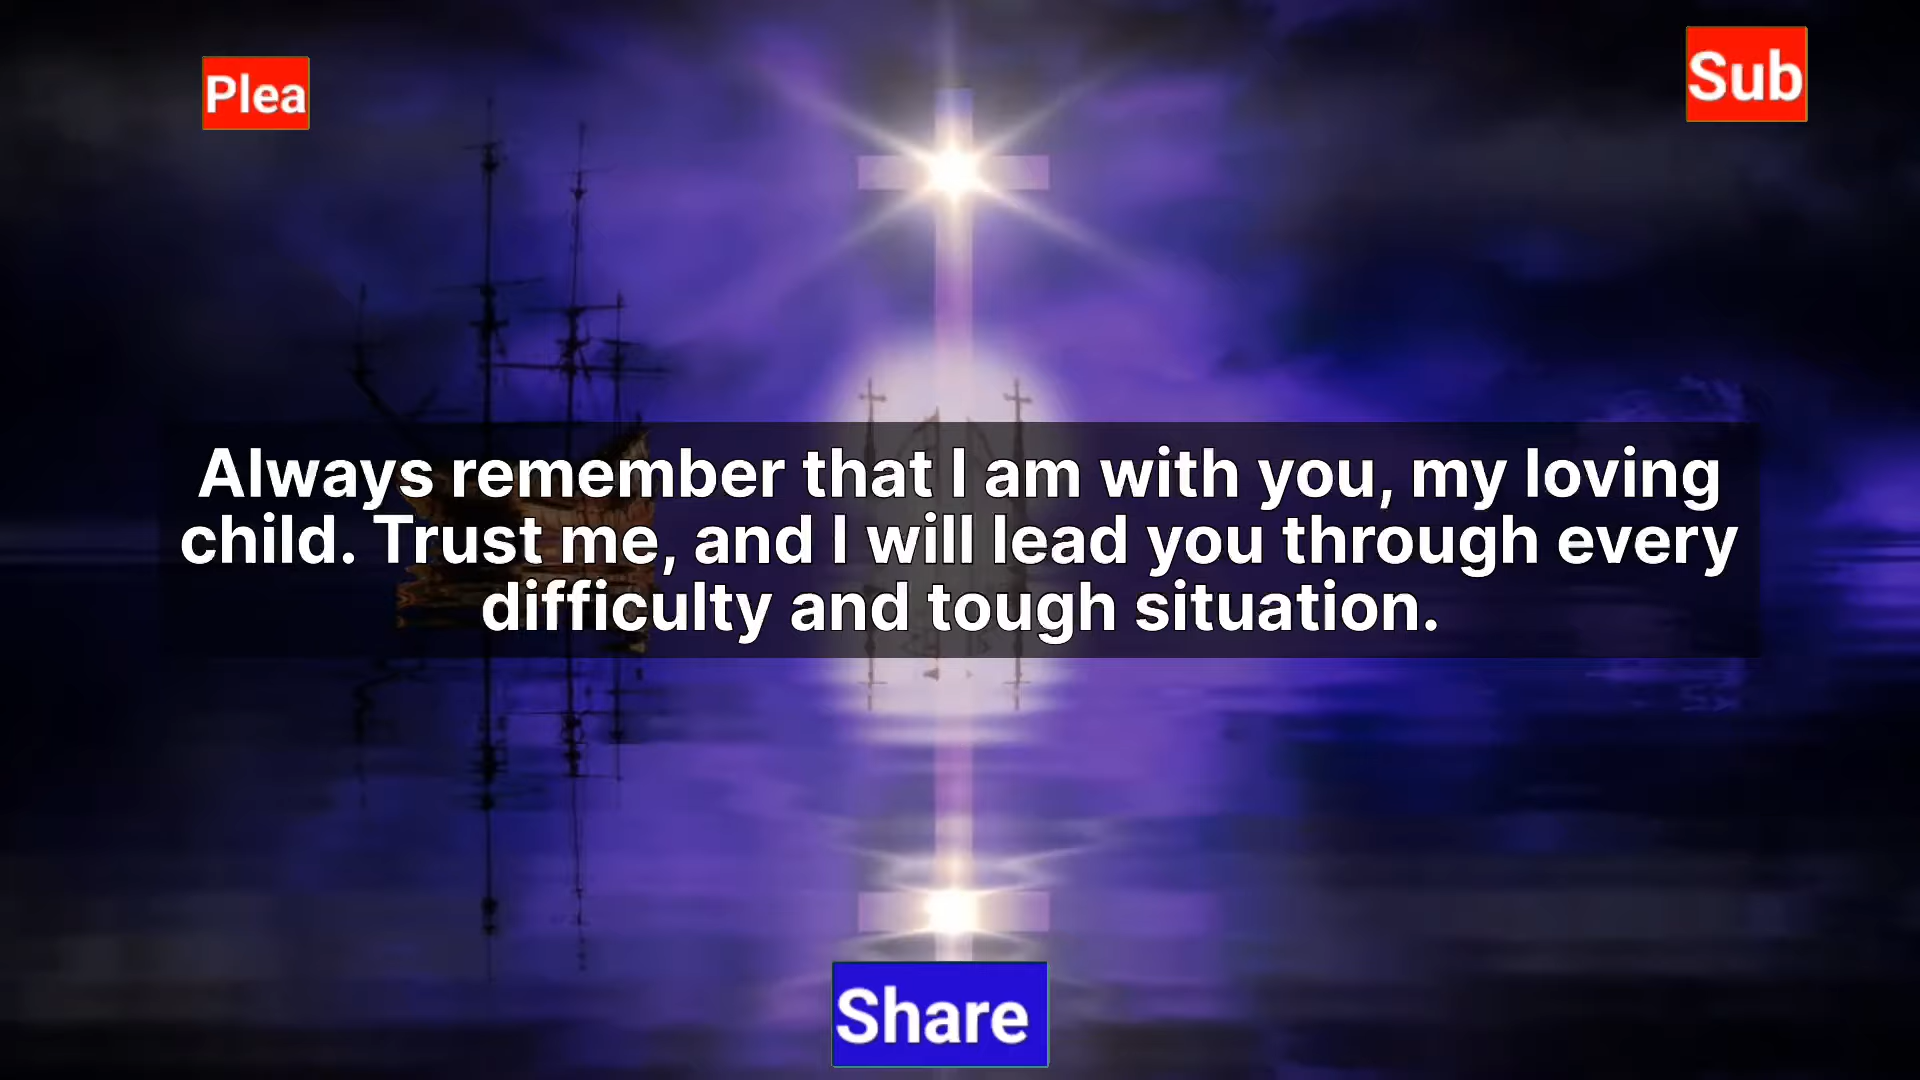 Plea
Sub
Always remember that I am with you, my loving
child. Trust me, and I will lead you through every
difficulty and tough situation.
Share